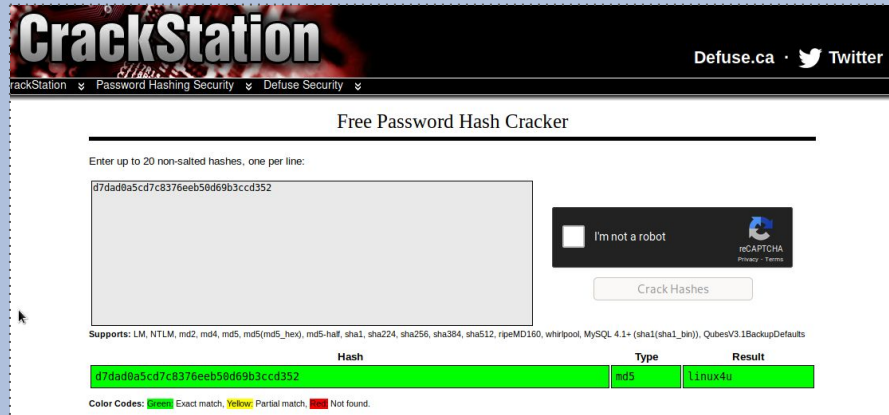 CrackStation
Defuse.ca · Twitter
rackStation Password Hashing Security Defuse Security
Free Password Hash Cracker
Enter up to 20 non-salted hashes, one per line:
d7dad0a5cd7c8376eeb50d69b3ccd352
I'm not a robot
reCAPTCHA
Privacy - Terms
Crack Hashes
Supports: LM, NTLM, md2, md4, md5, md5(md5_hex), md5-half, sha1, sha224, sha256, sha384, sha512, ripeMD160, whirlpool, MySQL 4.1+ (sha1(sha1_bin)), QubesV3.1BackupDefaults
Hash Type Result
d7dad0a5cd7c8376eeb50d69b3ccd352 md5 linux4u
Color Codes: Green: Exact match, Yellow: Partial match, Red: Not found.